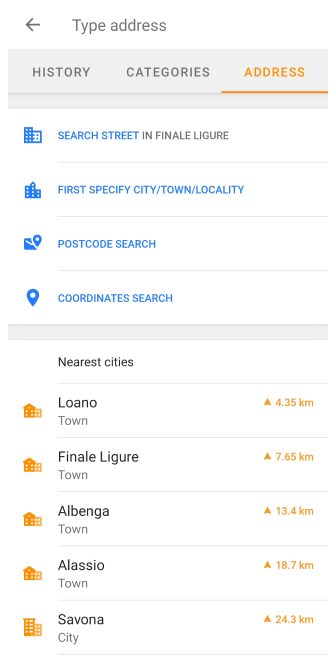 Type address
HISTORY CATEGORIES ADDRESS
SEARCH STREET IN FINALE LIGURE
FIRST SPECIFY CITY/TOWN/LOCALITY
POSTCODE SEARCH
COORDINATES SEARCH
Nearest cities
Loano 4.35 km
Town
Finale Ligure 7.65 km
Town
Albenga 13.4 km
Town
Alassio 18.7 km
Town
Savona 24.3 km
City